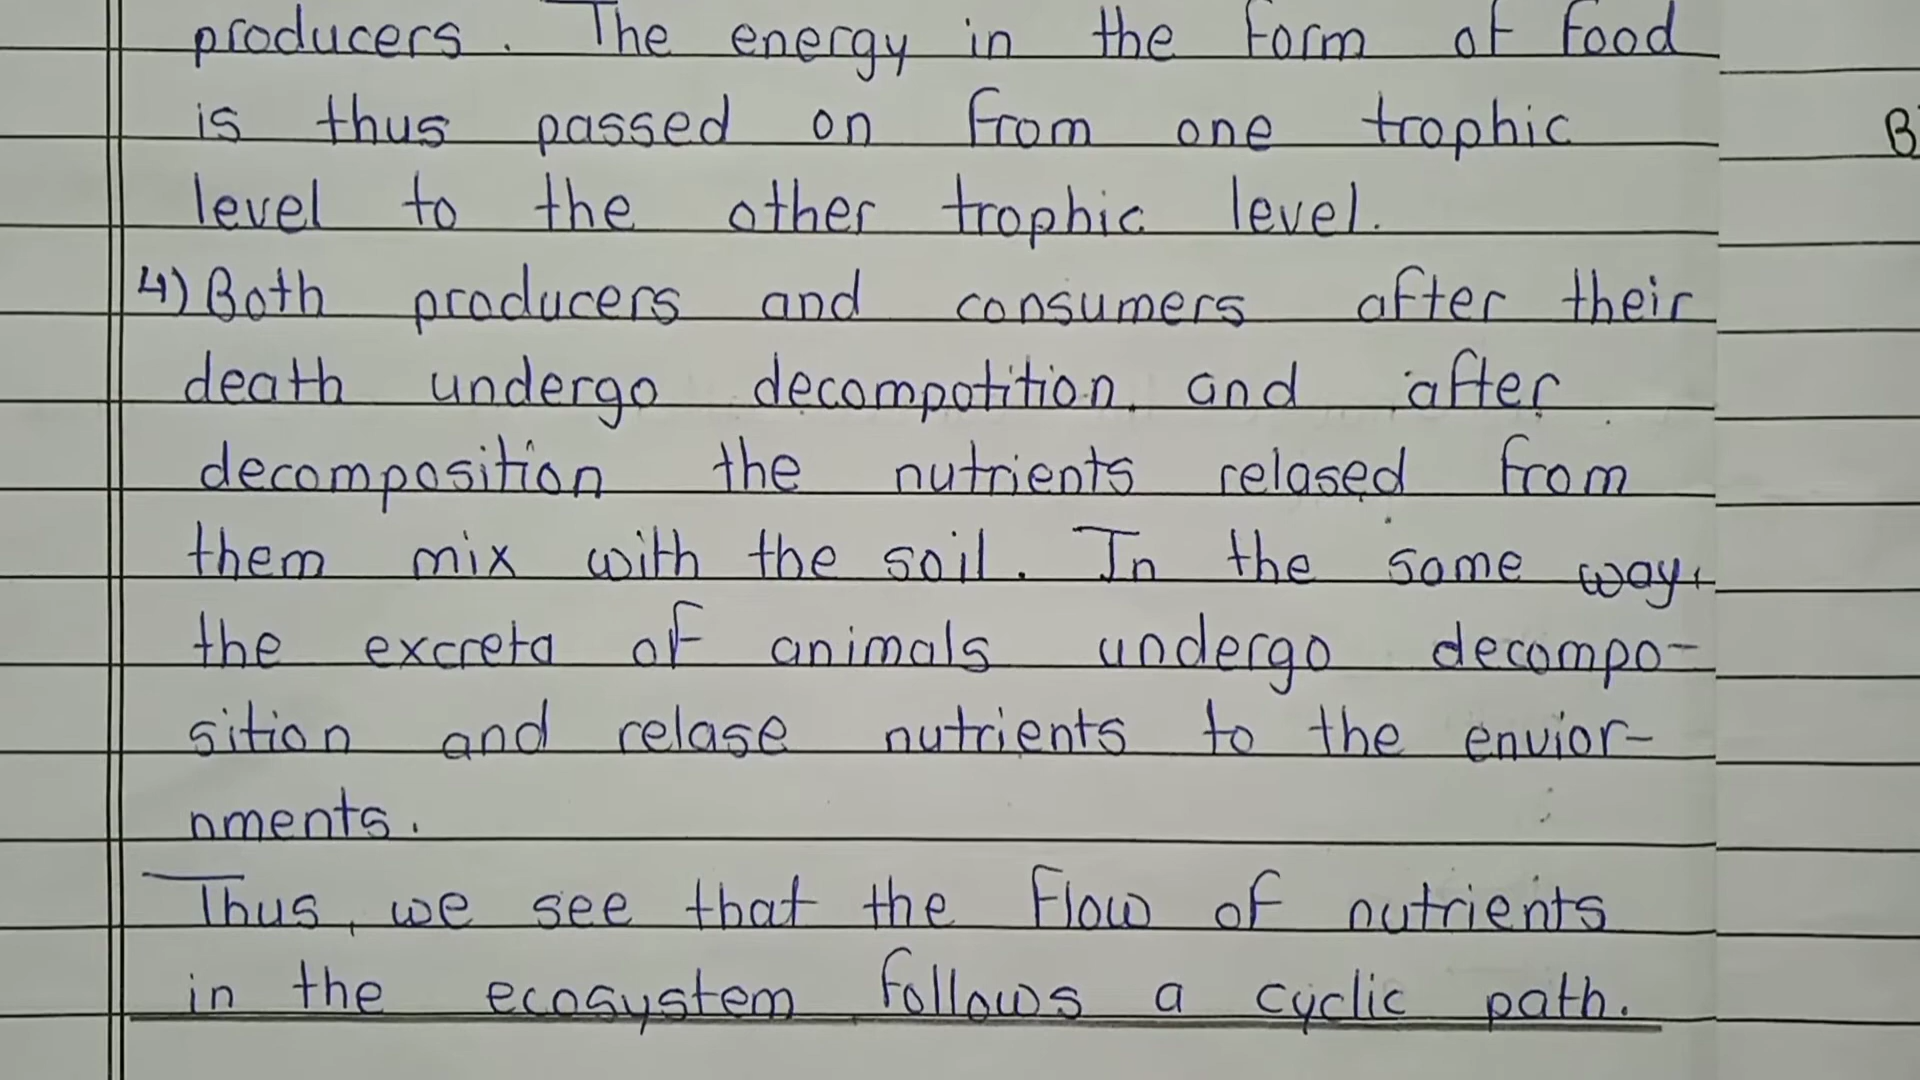 producers. The energy in the form of food
is thus passed on from one trophic
level to the other trophic level.
4) Both producers and consumers after their
death undergo decompotition and after
decomposition the nutrients relased from
them mix with the soil. In the same way,
the excreta of animals undergo decompo-
sition and relase nutrients to the envior-
nments.
Thus, we see that the flow of nutrients
in the ecosystem follows a cyclic path.
B